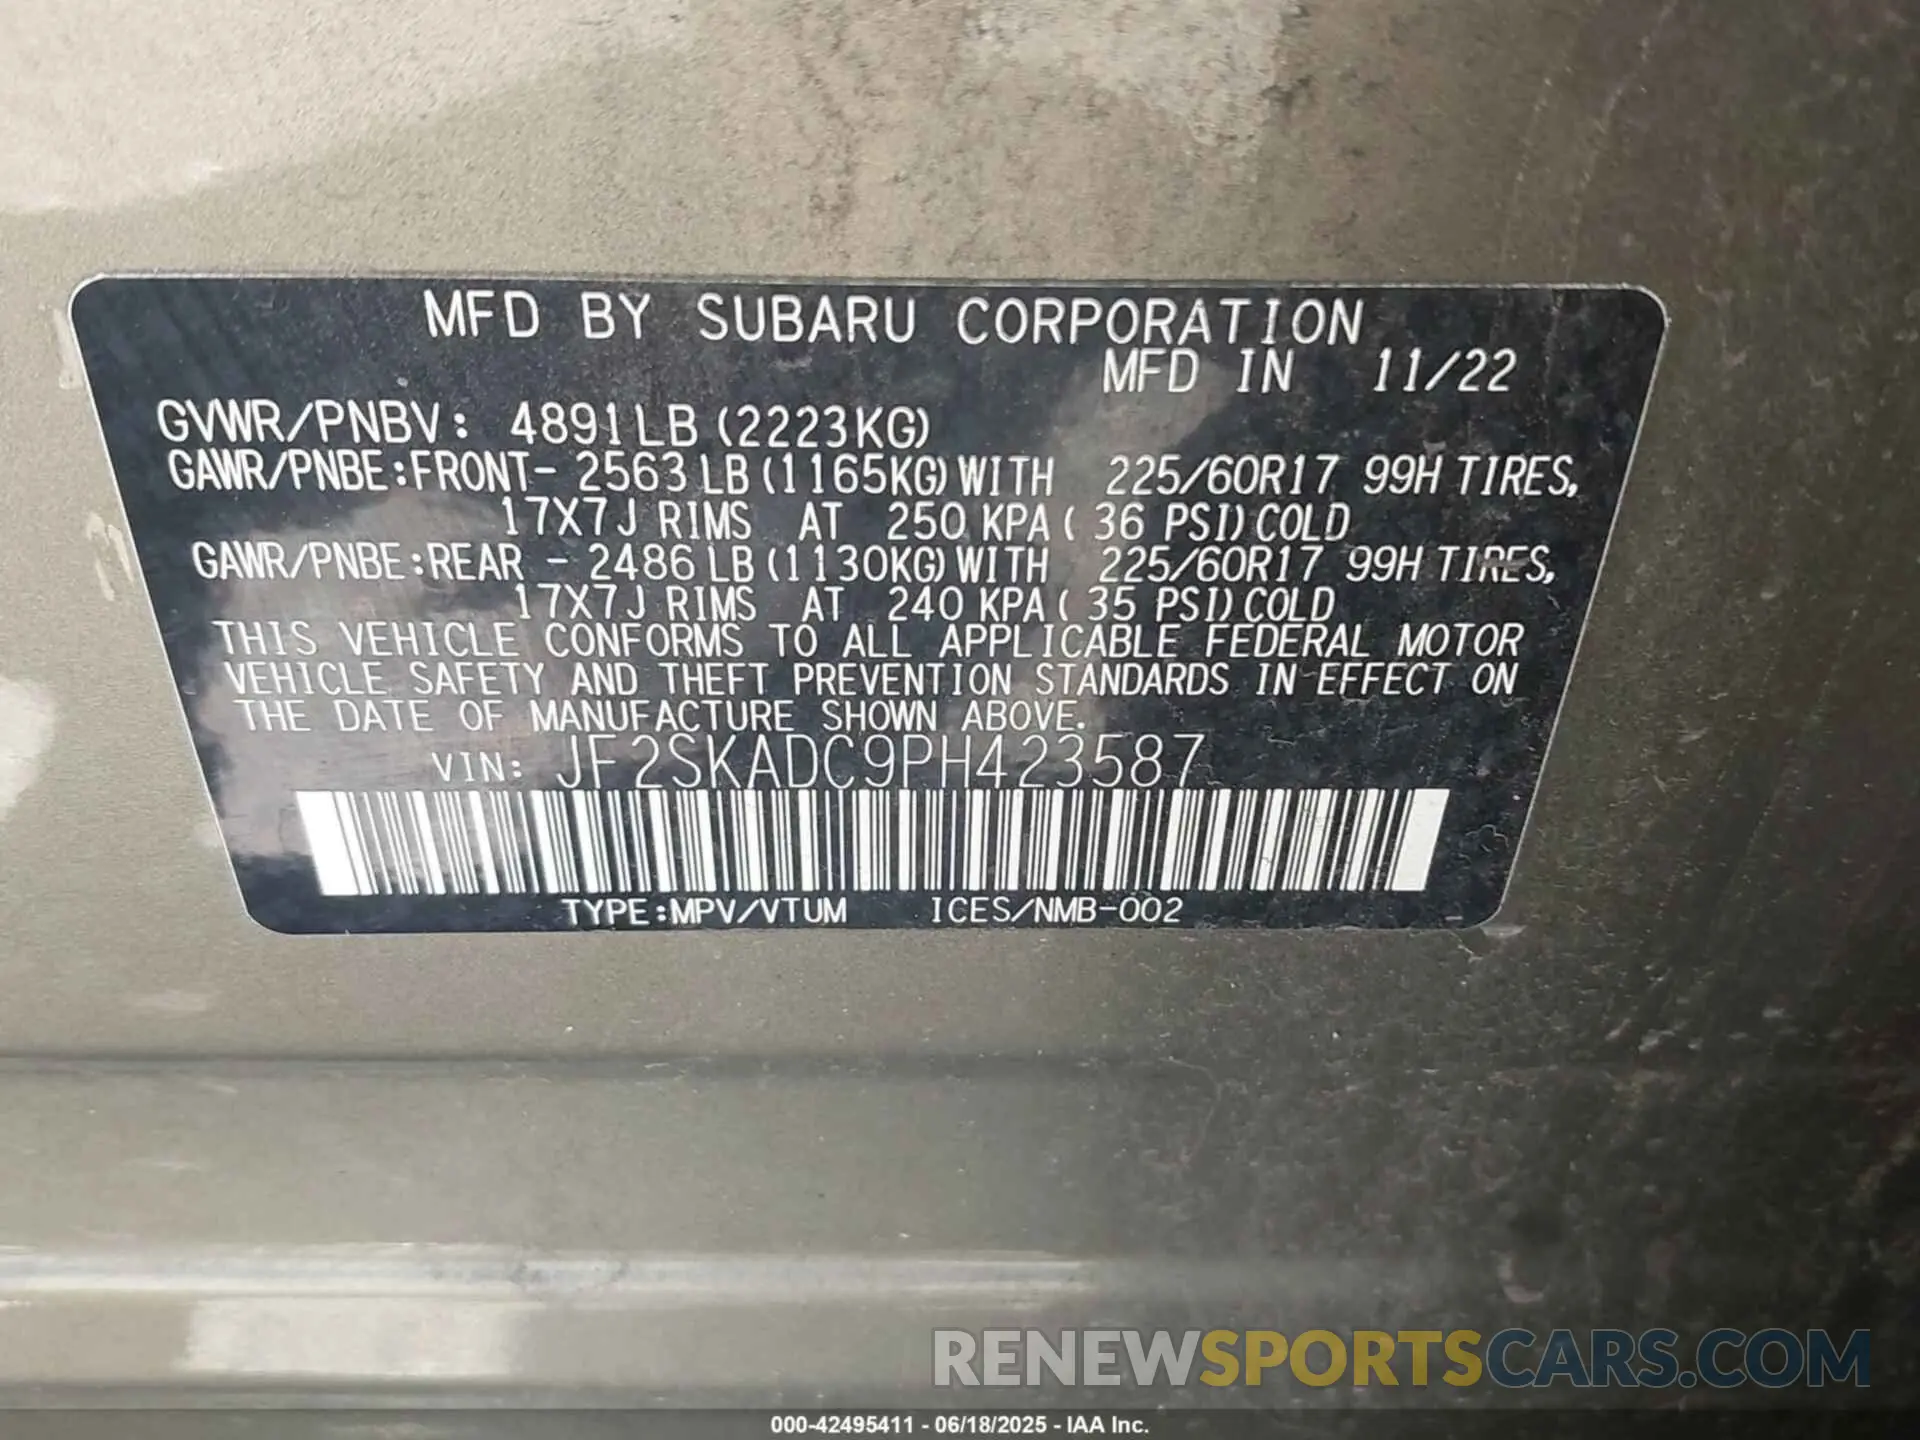 MFD BY SUBARU CORPORATION
MFD IN 11/22
GVWR/PNBV: 4891LB (2223KG)
GAWR/PNBE:FRONT- 2563 LB (1165KG) WITH 225/60R17 99H TIRES,
17X7J RIMS AT 250 KPA ( 36 PSI) COLD
GAWR/PNBE:REAR - 2486 LB (1130KG) WITH 225/60R17 99H TIRES,
17X7J RIMS AT 240 KPA ( 35 PSI) COLD
THIS VEHICLE CONFORMS TO ALL APPLICABLE FEDERAL MOTOR
VEHICLE SAFETY AND THEFT PREVENTION STANDARDS IN EFFECT ON
THE DATE OF MANUFACTURE SHOWN ABOVE.
VIN: JF2SKADC9PH423587
TYPE:MPV/VTUM ICES/NMB-002
RENEWSPORTSCARS.COM
000-42495411 - 06/18/2025 - IAA Inc.